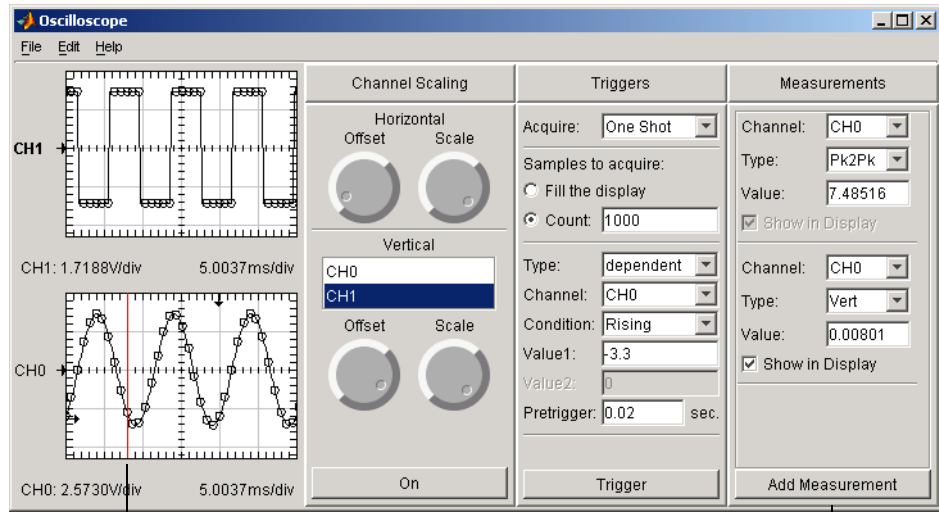 Oscilloscope
File Edit Help
CH1
CH1: 1.7188V/div 5.0037ms/div
CH0
CH0: 2.5730V/div 5.0037ms/div
Channel Scaling
Horizontal
Offset Scale
Vertical
CH0
CH1
Offset Scale
On
Triggers
Acquire: One Shot
Samples to acquire:
Fill the display
Count: 1000
Type: dependent
Channel: CH0
Condition: Rising
Value1: -3.3
Value2: 0
Pretrigger: 0.02 sec.
Trigger
Measurements
Channel: CH0
Type: Pk2Pk
Value: 7.48516
Show in Display
Channel: CH0
Type: Vert
Value: 0.00801
Show in Display
Add Measurement